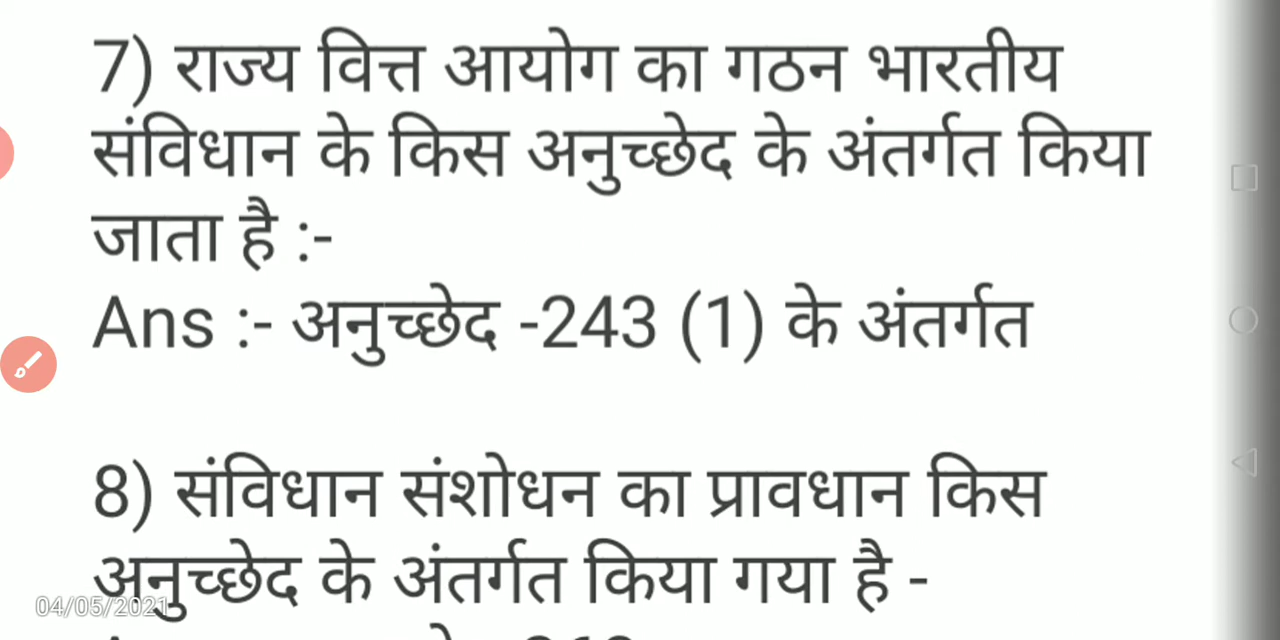 7) राज्य वित्त आयोग का गठन भारतीय
संविधान के किस अनुच्छेद के अंतर्गत किया
जाता है :-
Ans :- अनुच्छेद -243 (1) के अंतर्गत
8) संविधान संशोधन का प्रावधान किस
अनुच्छेद के अंतर्गत किया गया है -
04/05/2021